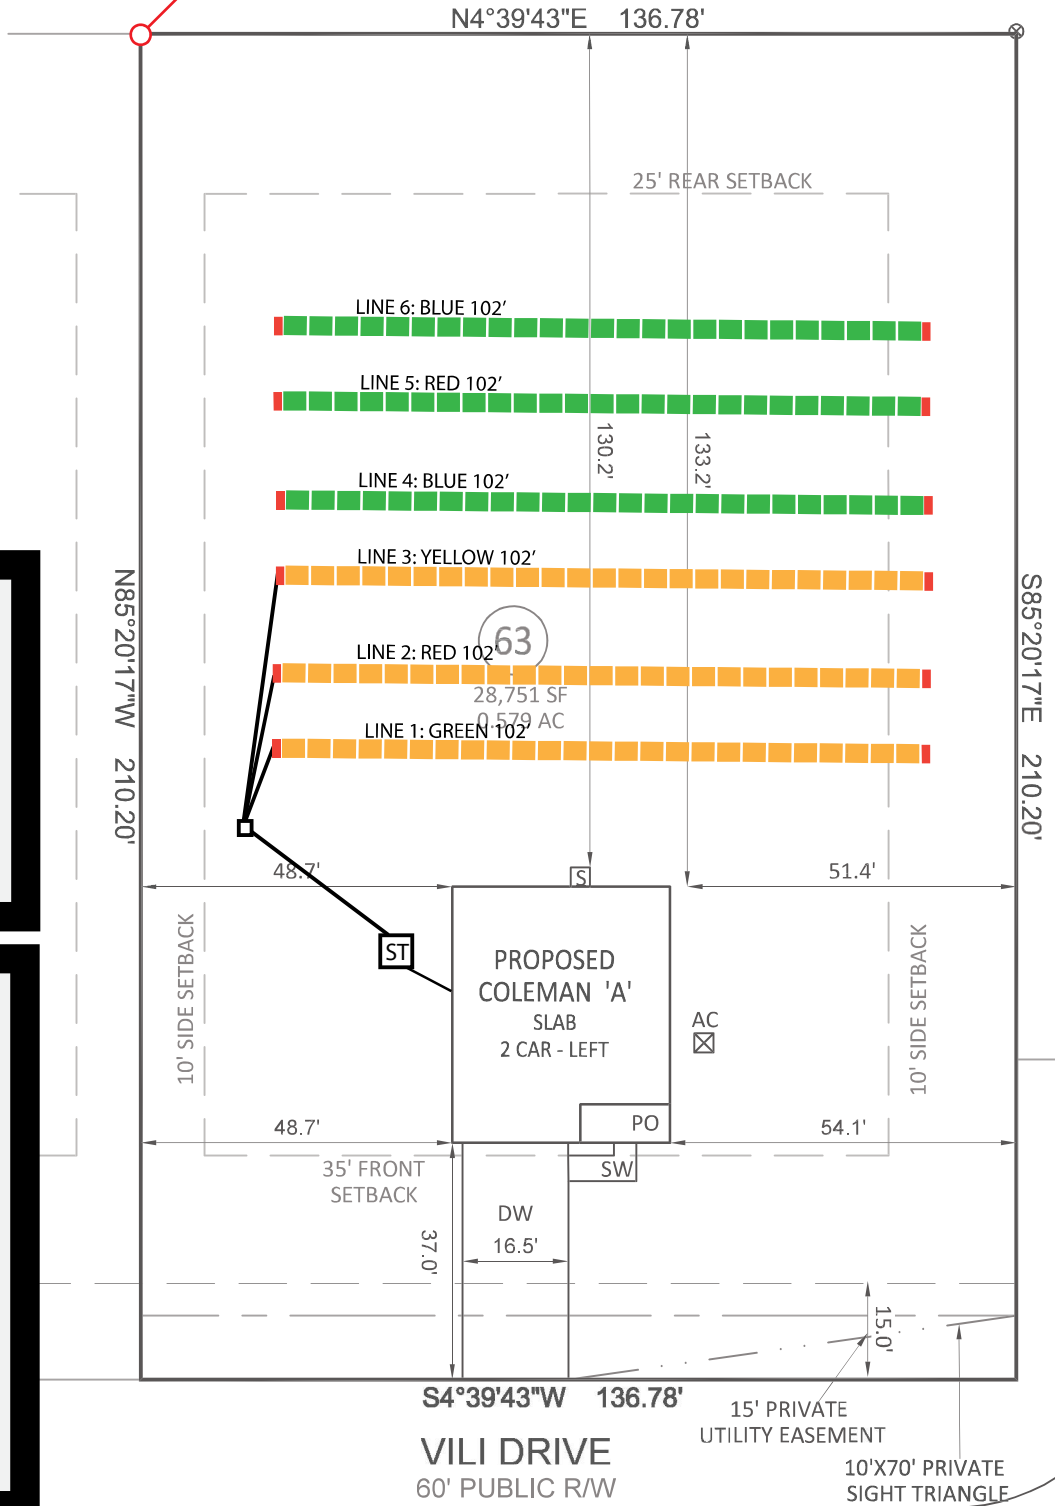 N4°39'43"E 136.78'
25' REAR SETBACK
LINE 6: BLUE 102'
LINE 5: RED 102'
130.2'
133.2'
LINE 4: BLUE 102'
LINE 3: YELLOW 102'
N85°20'17"W 210.20'
S85°20'17"E 210.20'
63
LINE 2: RED 102'
28,751 SF
0.579 AC
LINE 1: GREEN 102'
48.7'
S
51.4'
10' SIDE SETBACK
ST
PROPOSED
COLEMAN 'A'
SLAB
2 CAR - LEFT
AC
10' SIDE SETBACK
PO
48.7'
54.1'
35' FRONT
SETBACK
SW
37.0'
DW
16.5'
15.0'
S4°39'43"W 136.78'
15' PRIVATE
UTILITY EASEMENT
VILI DRIVE
60' PUBLIC R/W
10'X70' PRIVATE
SIGHT TRIANGLE